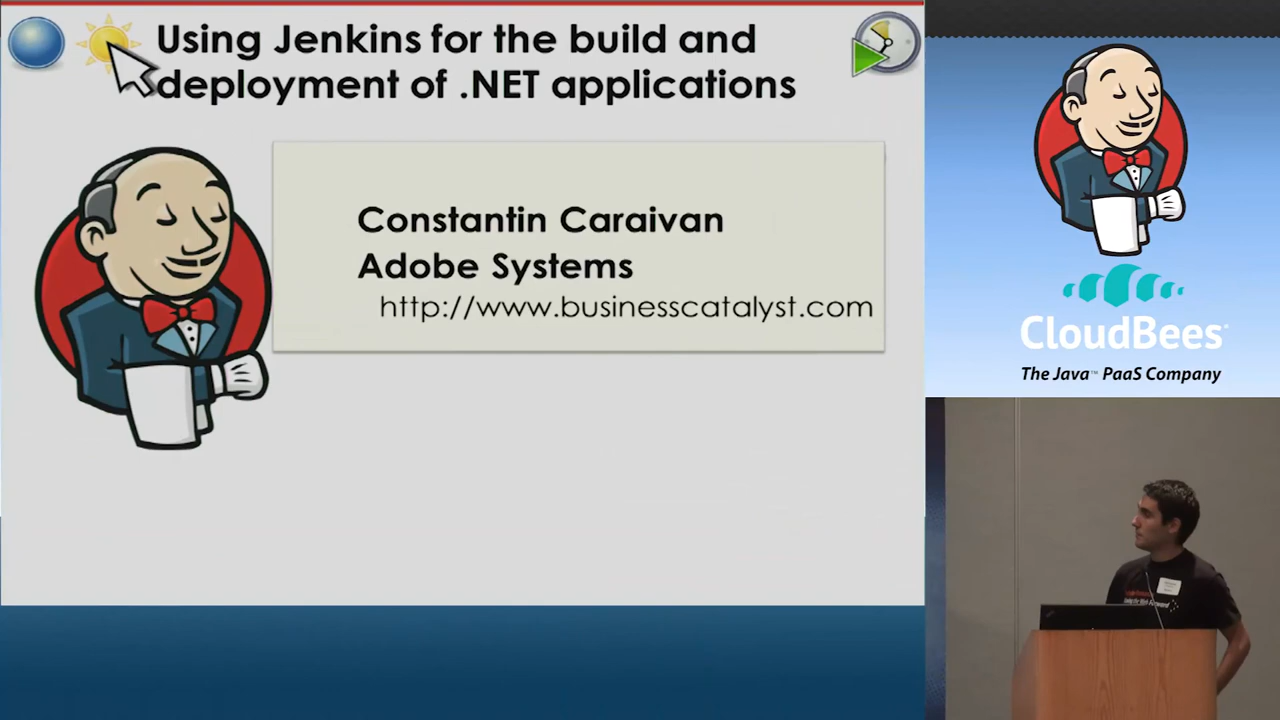 Using Jenkins for the build and
deployment of .NET applications
Constantin Caraivan
Adobe Systems
http://www.businesscatalyst.com
CloudBees
The Java™ PaaS Company